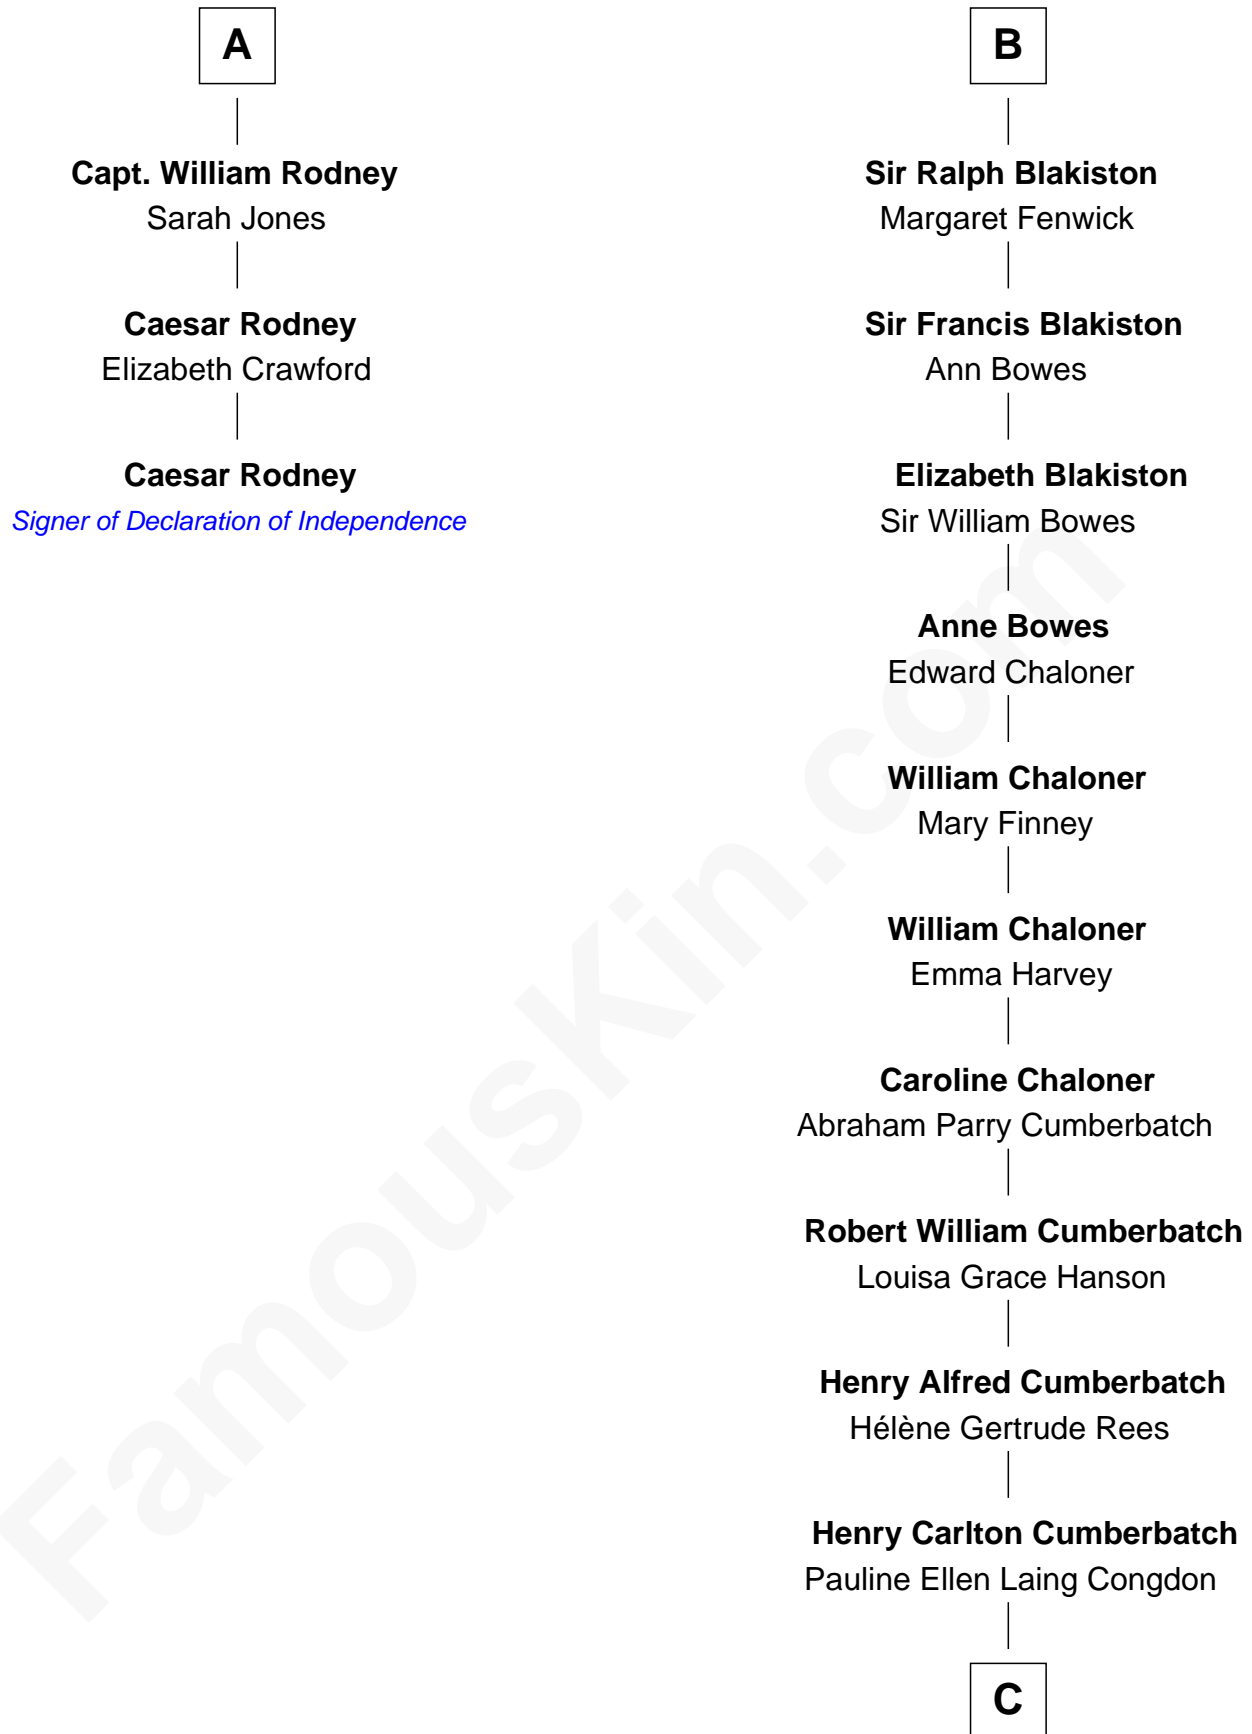 A
Capt. William Rodney
Sarah Jones
Caesar Rodney
Elizabeth Crawford
Caesar Rodney
Signer of Declaration of Independence
B
Sir Ralph Blakiston
Margaret Fenwick
Sir Francis Blakiston
Ann Bowes
Elizabeth Blakiston
Sir William Bowes
Anne Bowes
Edward Chaloner
William Chaloner
Mary Finney
William Chaloner
Emma Harvey
Caroline Chaloner
Abraham Parry Cumberbatch
Robert William Cumberbatch
Louisa Grace Hanson
Henry Alfred Cumberbatch
Hélène Gertrude Rees
Henry Carlton Cumberbatch
Pauline Ellen Laing Congdon
C
FamousKin.com